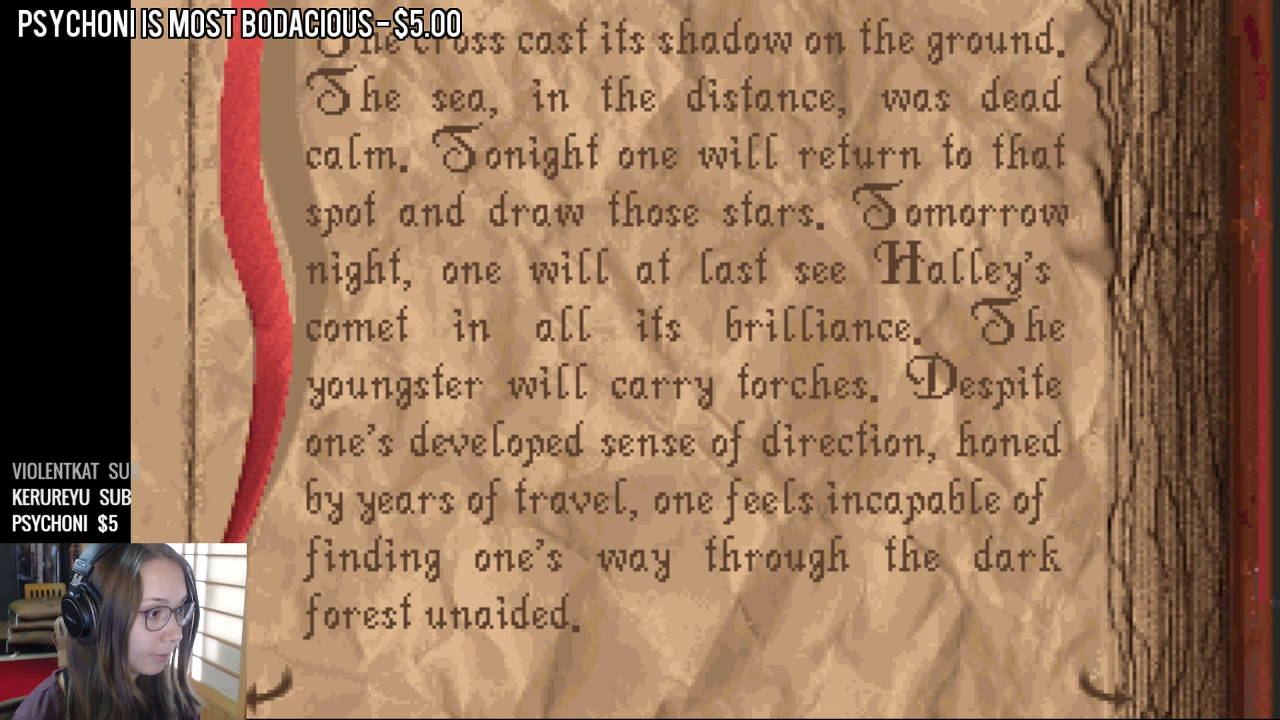 PSYCHONI IS MOST BODACIOUS - $5.00
The cross cast its shadow on the ground.
The sea, in the distance, was dead
calm. Tonight one will return to that
spot and draw those stars. Tomorrow
night, one will at last see Halley's
comet in all its brilliance. The
youngster will carry torches. Despite
one's developed sense of direction, honed
by years of travel, one feels incapable of
finding one's way through the dark
forest unaided.
VIOLENTKAT SUB
KERUREYU SUB
PSYCHONI $5